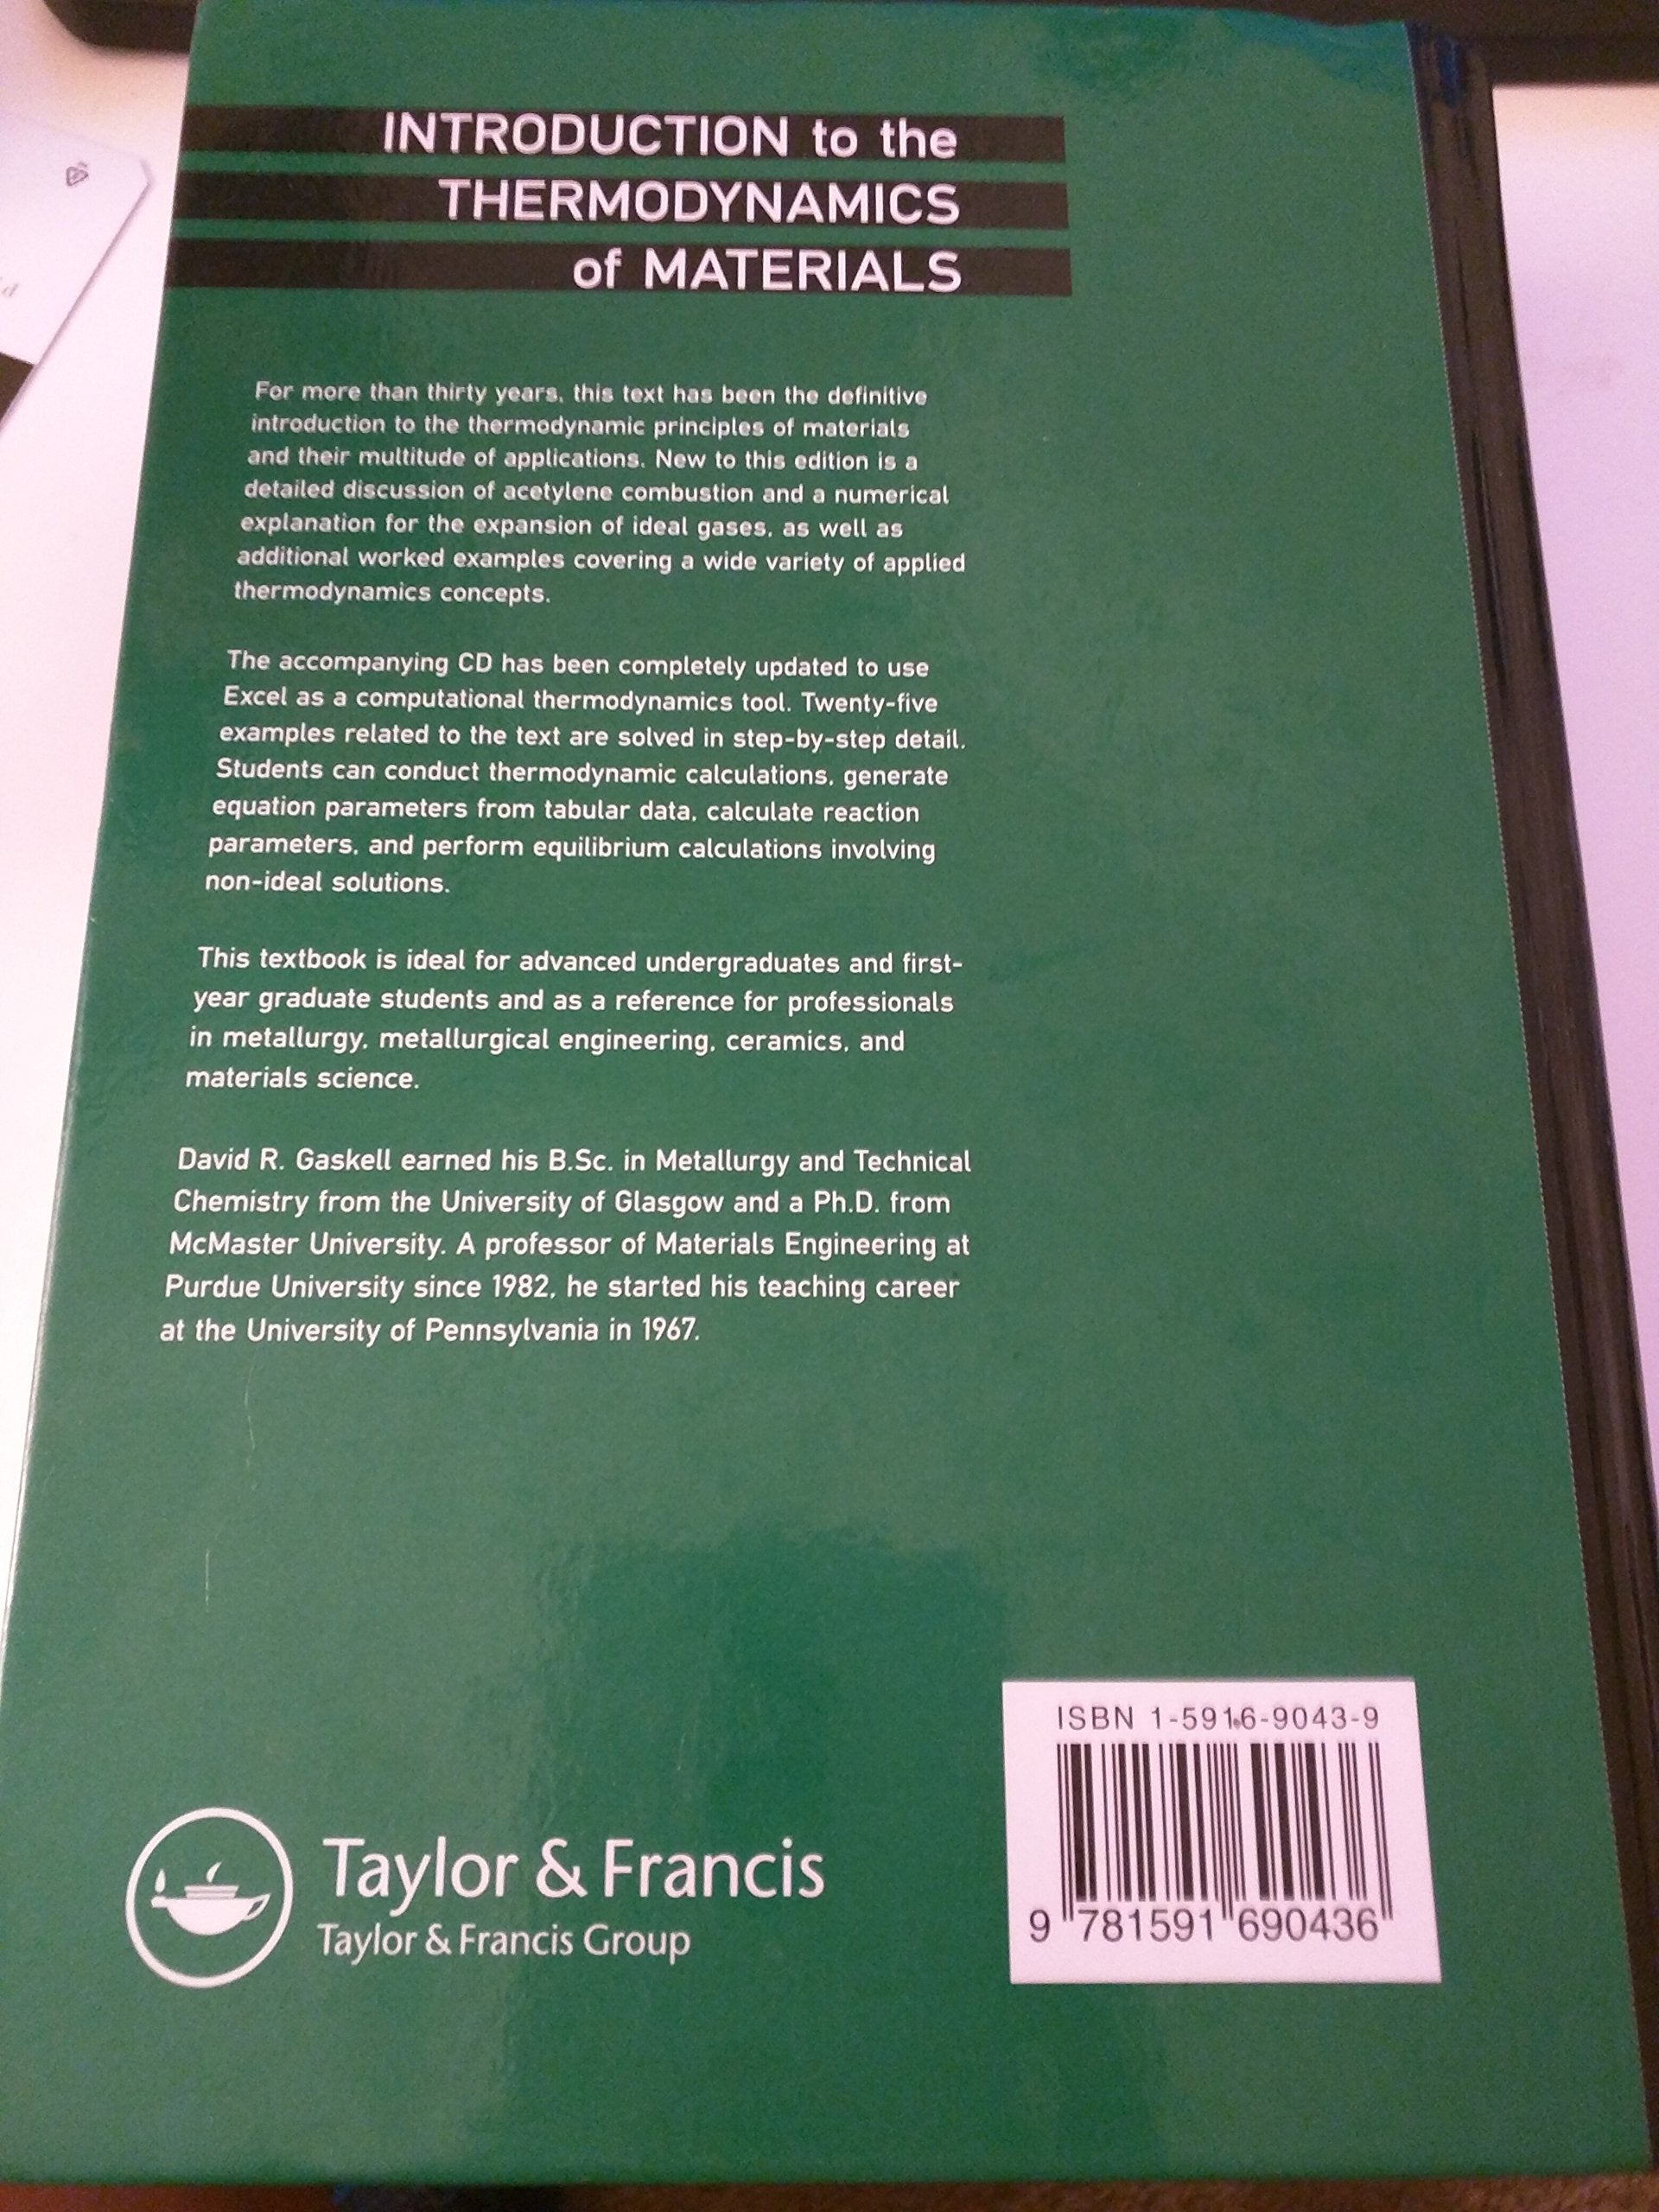 INTRODUCTION to the
THERMODYNAMICS
of MATERIALS
For more than thirty years, this text has been the definitive
introduction to the thermodynamic principles of materials
and their multitude of applications. New to this edition is a
detailed discussion of acetylene combustion and a numerical
explanation for the expansion of ideal gases, as well as
additional worked examples covering a wide variety of applied
thermodynamics concepts.
The accompanying CD has been completely updated to use
Excel as a computational thermodynamics tool. Twenty-five
examples related to the text are solved in step-by-step detail.
Students can conduct thermodynamic calculations, generate
equation parameters from tabular data, calculate reaction
parameters, and perform equilibrium calculations involving
non-ideal solutions.
This textbook is ideal for advanced undergraduates and first-
year graduate students and as a reference for professionals
in metallurgy, metallurgical engineering, ceramics, and
materials science.
David R. Gaskell earned his B.Sc. in Metallurgy and Technical
Chemistry from the University of Glasgow and a Ph.D. from
McMaster University. A professor of Materials Engineering at
Purdue University since 1982, he started his teaching career
at the University of Pennsylvania in 1967.
ISBN 1-591-6-9043-9
9 781591 690436
Taylor & Francis
Taylor & Francis Group